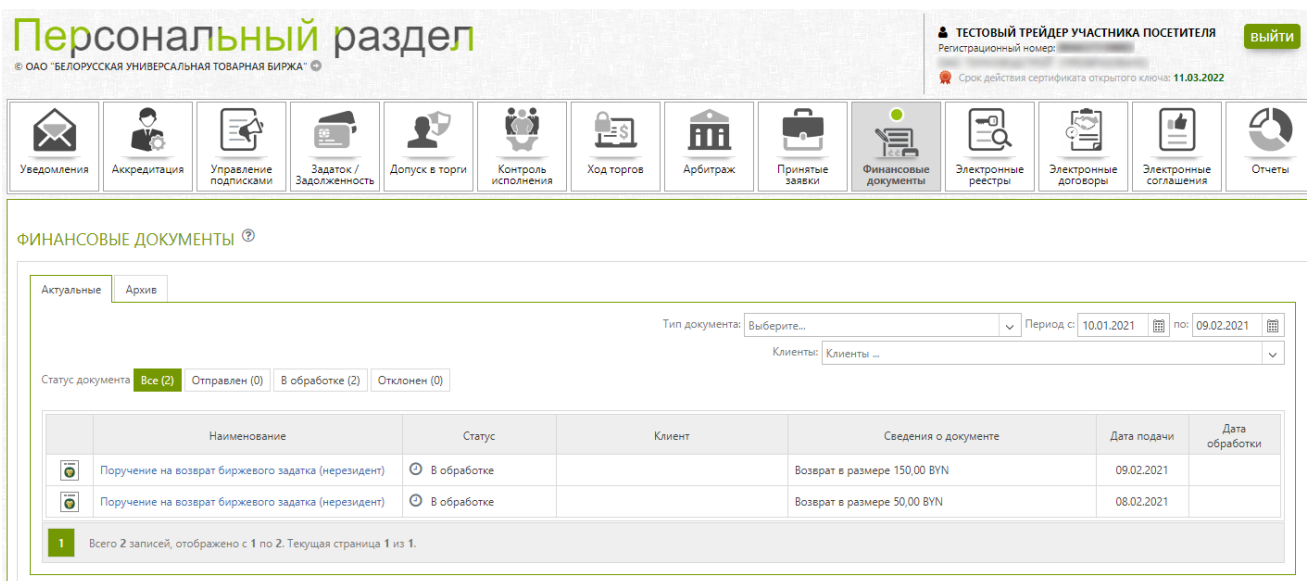 Персональный раздел
© ОАО "БЕЛОРУССКАЯ УНИВЕРСАЛЬНАЯ ТОВАРНАЯ БИРЖА"
ТЕСТОВЫЙ ТРЕЙДЕР УЧАСТНИКА ПОСЕТИТЕЛЯ
Регистрационный номер:
Срок действия сертификата открытого ключа: 11.03.2022
ВЫЙТИ
Уведомления
Аккредитация
Управление
подписками
Задаток /
Задолженность
Допуск в торги
Контроль
исполнения
Ход торгов
Арбитраж
Принятые
заявки
Финансовые
документы
Электронные
реестры
Электронные
договоры
Электронные
соглашения
Отчеты
ФИНАНСОВЫЕ ДОКУМЕНТЫ ?
Актуальные Архив
Тип документа: Выберите... Период с: 10.01.2021 по: 09.02.2021
Клиенты: Клиенты ...
Статус документа Все (2) Отправлен (0) В обработке (2) Отклонен (0)
Наименование Статус Клиент Сведения о документе Дата подачи Дата
обработки
Поручение на возврат биржевого задатка (нерезидент) В обработке Возврат в размере 150,00 BYN 09.02.2021
Поручение на возврат биржевого задатка (нерезидент) В обработке Возврат в размере 50,00 BYN 08.02.2021
1 Всего 2 записей, отображено с 1 по 2. Текущая страница 1 из 1.